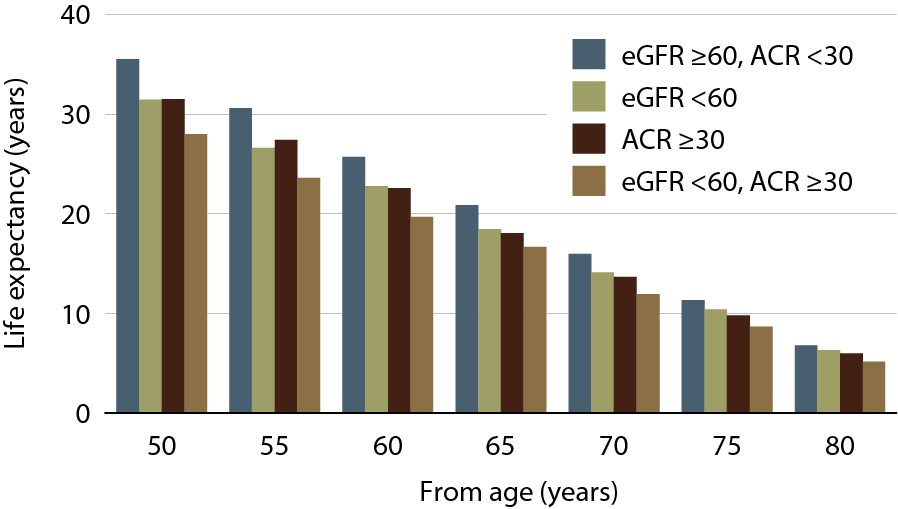 40
30
20
10
0
Life expectancy (years)
eGFR ≥60, ACR <30
eGFR <60
ACR ≥30
eGFR <60, ACR ≥30
50 55 60 65 70 75 80
From age (years)